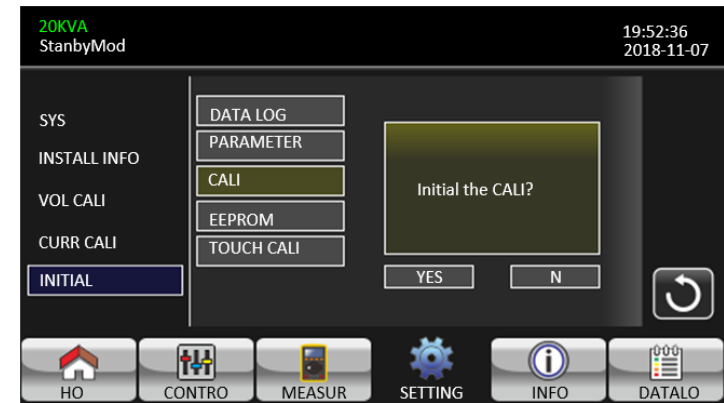 20KVA
StanbyMod
19:52:36
2018-11-07
SYS
INSTALL INFO
VOL CALI
CURR CALI
INITIAL
DATA LOG
PARAMETER
CALI
EEPROM
TOUCH CALI
Initial the CALI?
YES
N
HO
CONTRO
MEASUR
SETTING
INFO
DATALO